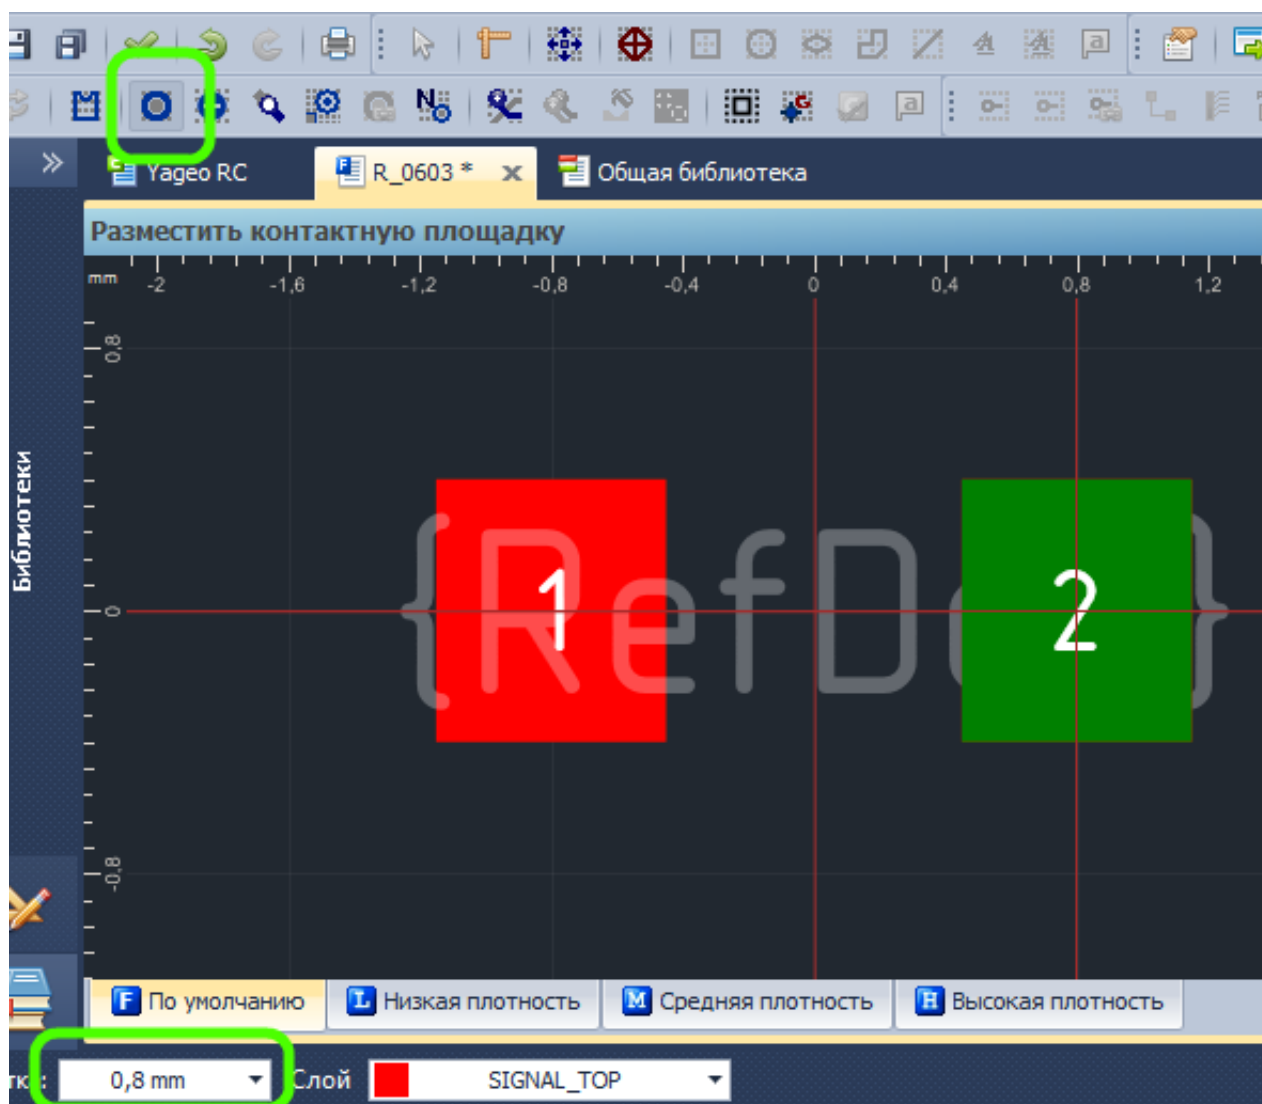 Yageo RC
R_0603 *
Общая библиотека
Разместить контактную площадку
mm -2 -1,6 -1,2 -0,8 -0,4 0 0,4 0,8 1,2
0,8
Библиотеки
1
2
0
-0,8
По умолчанию
Низкая плотность
Средняя плотность
Высокая плотность
0,8 mm
Слой
SIGNAL_TOP